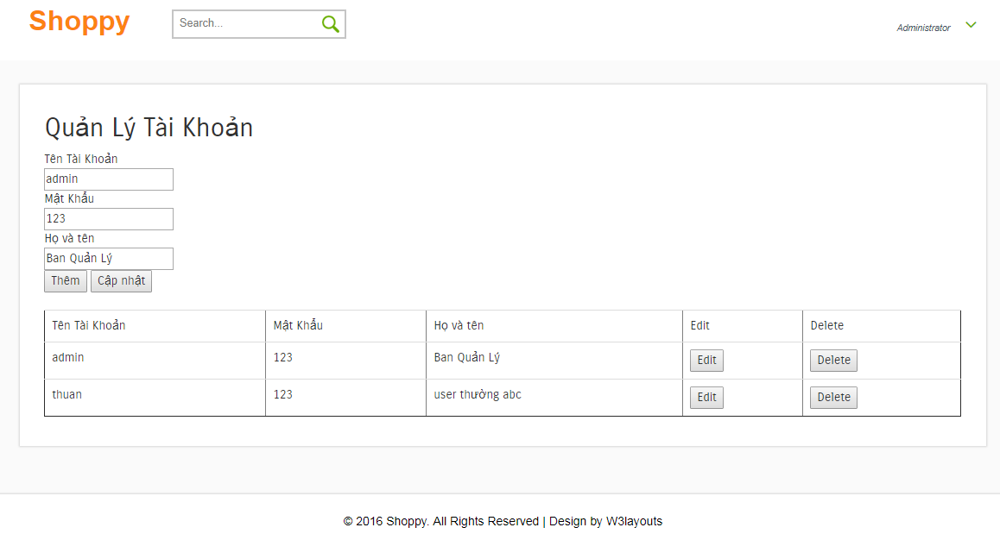 Shoppy
Search...
Administrator
Quản Lý Tài Khoản
Tên Tài Khoản
admin
Mật Khẩu
123
Họ và tên
Ban Quản Lý
Thêm Cập nhật
Tên Tài Khoản Mật Khẩu Họ và tên Edit Delete
admin 123 Ban Quản Lý Edit Delete
thuan 123 user thường abc Edit Delete
© 2016 Shoppy. All Rights Reserved | Design by W3layouts